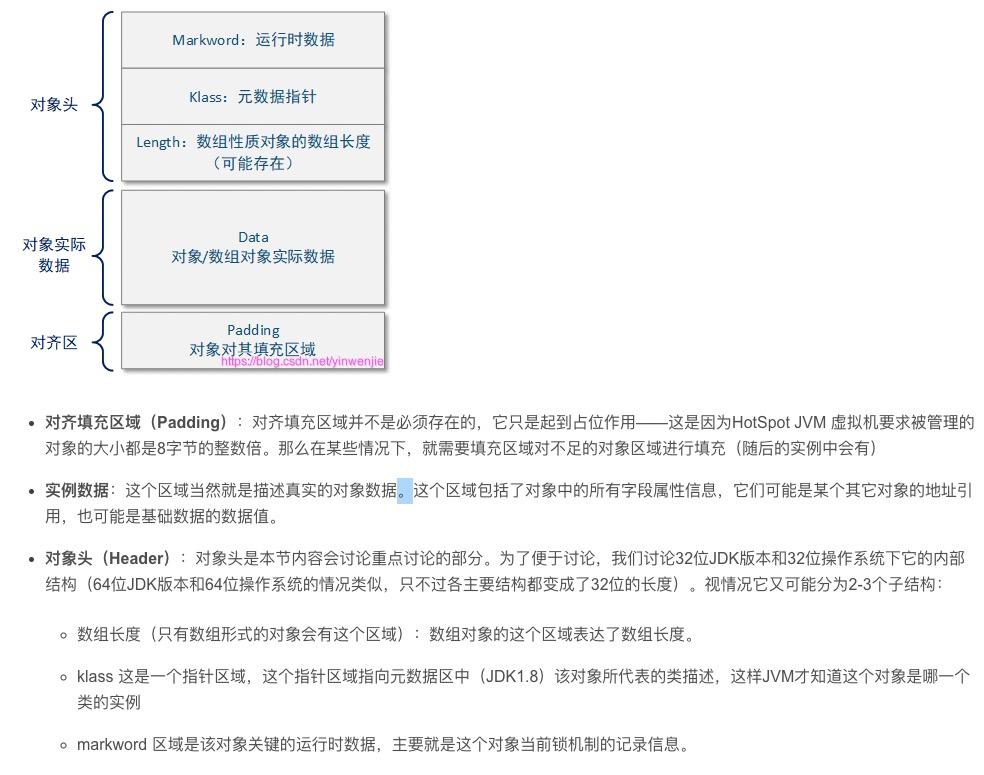 Markword：运行时数据
Klass：元数据指针
对象头
Length：数组性质对象的数组长度
（可能存在）
对象实际
数据
Data
对象/数组对象实际数据
对齐区
Padding
对象对其填充区域
https://blog.csdn.net/yinwenjie
• 对齐填充区域（Padding）：对齐填充区域并不是必须存在的，它只是起到占位作用——这是因为HotSpot JVM 虚拟机要求被管理的
对象的大小都是8字节的整数倍。那么在某些情况下，就需要填充区域对不足的对象区域进行填充（随后的实例中会有）
• 实例数据：这个区域当然就是描述真实的对象数据。这个区域包括了对象中的所有字段属性信息，它们可能是某个其它对象的地址引
用，也可能是基础数据的数据值。
• 对象头（Header）：对象头是本节内容会讨论重点讨论的部分。为了便于讨论，我们讨论32位JDK版本和32位操作系统下它的内部
结构（64位JDK版本和64位操作系统的情况类似，只不过各主要结构都变成了32位的长度）。视情况它又可能分为2-3个子结构：
◦ 数组长度（只有数组形式的对象会有这个区域）：数组对象的这个区域表达了数组长度。
◦ klass 这是一个指针区域，这个指针区域指向元数据区中（JDK1.8）该对象所代表的类描述，这样JVM才知道这个对象是哪一个
类的实例
◦ markword 区域是该对象关键的运行时数据，主要就是这个对象当前锁机制的记录信息。